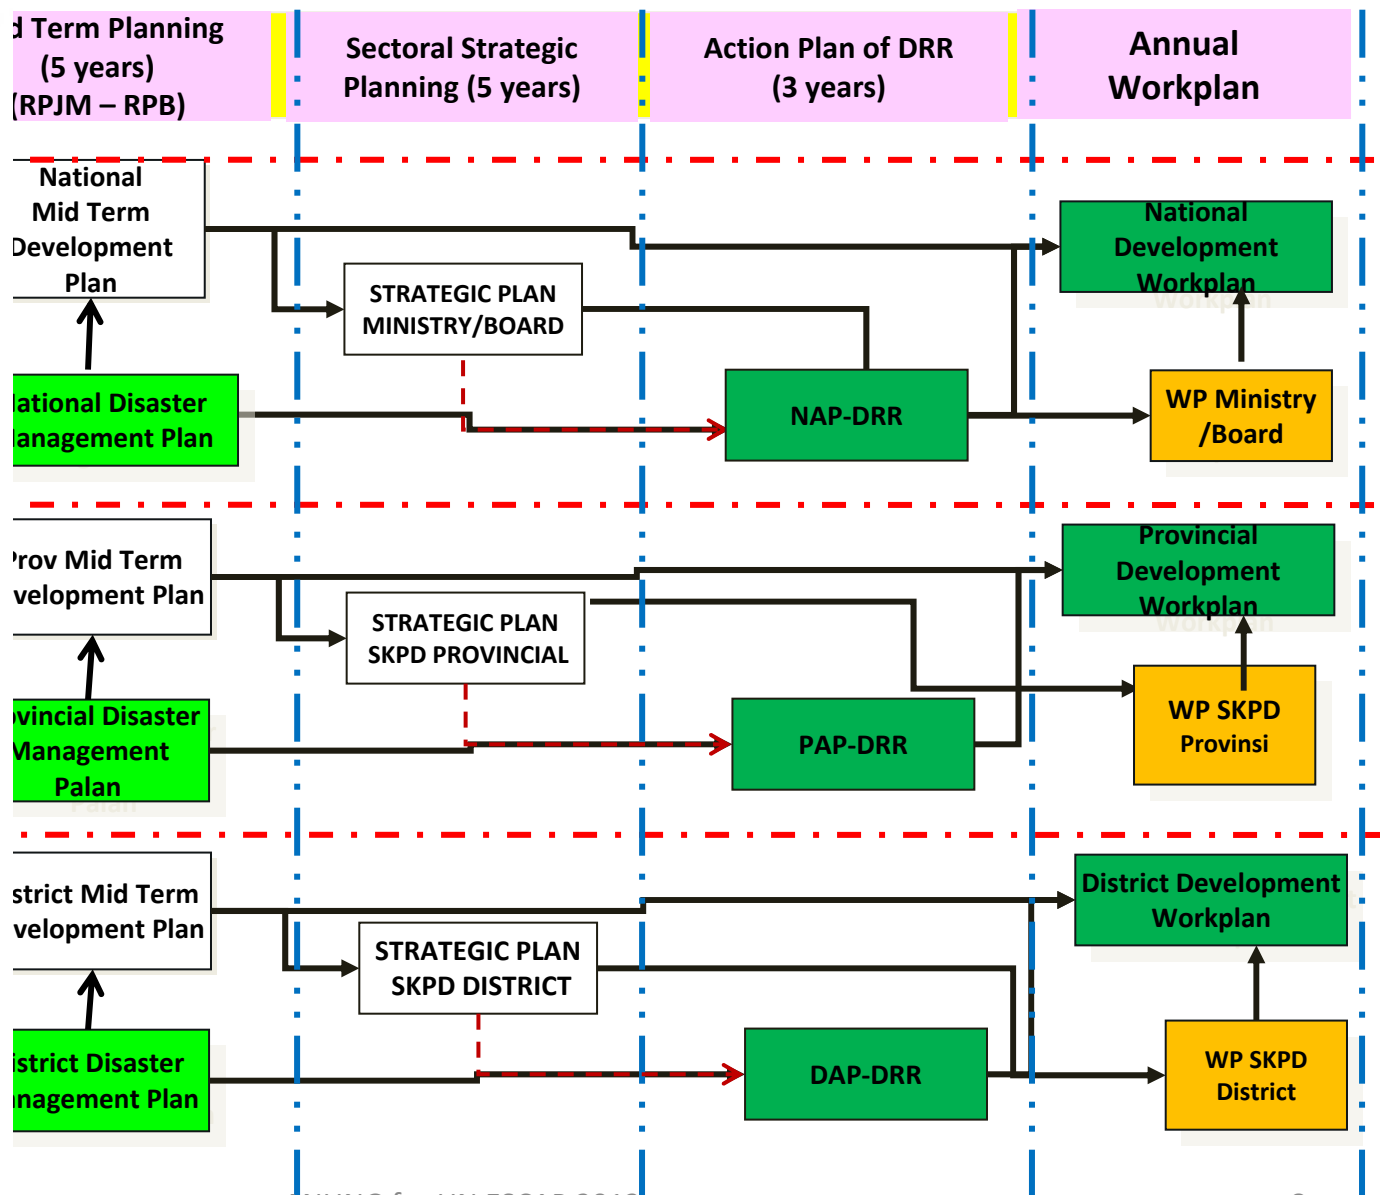 d Term Planning
(5 years)
(RPJM – RPB)
Sectoral Strategic
Planning (5 years)
Action Plan of DRR
(3 years)
Annual
Workplan
National
Mid Term
Development
Plan
STRATEGIC PLAN
MINISTRY/BOARD
National
Development
Workplan
National Disaster
Management Plan
NAP-DRR
WP Ministry
/Board
Prov Mid Term
velopment Plan
STRATEGIC PLAN
SKPD PROVINCIAL
Provincial
Development
Workplan
ovincial Disaster
Management
Palan
PAP-DRR
WP SKPD
Provinsi
strict Mid Term
velopment Plan
STRATEGIC PLAN
SKPD DISTRICT
District Development
Workplan
istrict Disaster
anagement Plan
DAP-DRR
WP SKPD
District